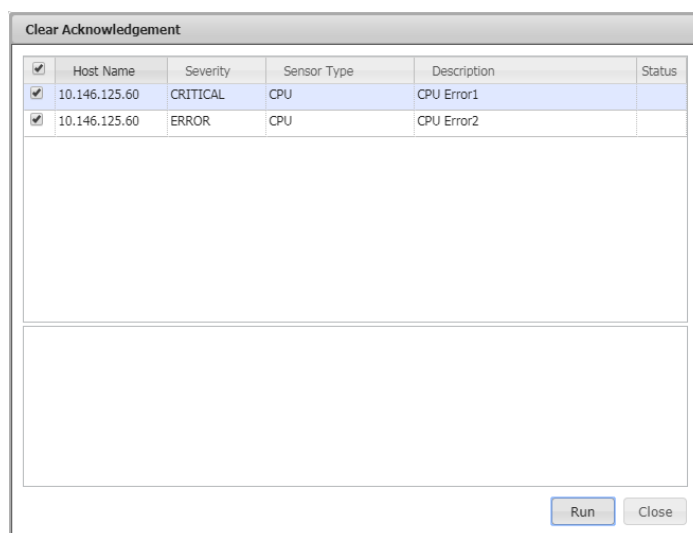 Clear Acknowledgement
Host Name Severity Sensor Type Description Status
10.146.125.60 CRITICAL CPU CPU Error1
10.146.125.60 ERROR CPU CPU Error2
Run Close